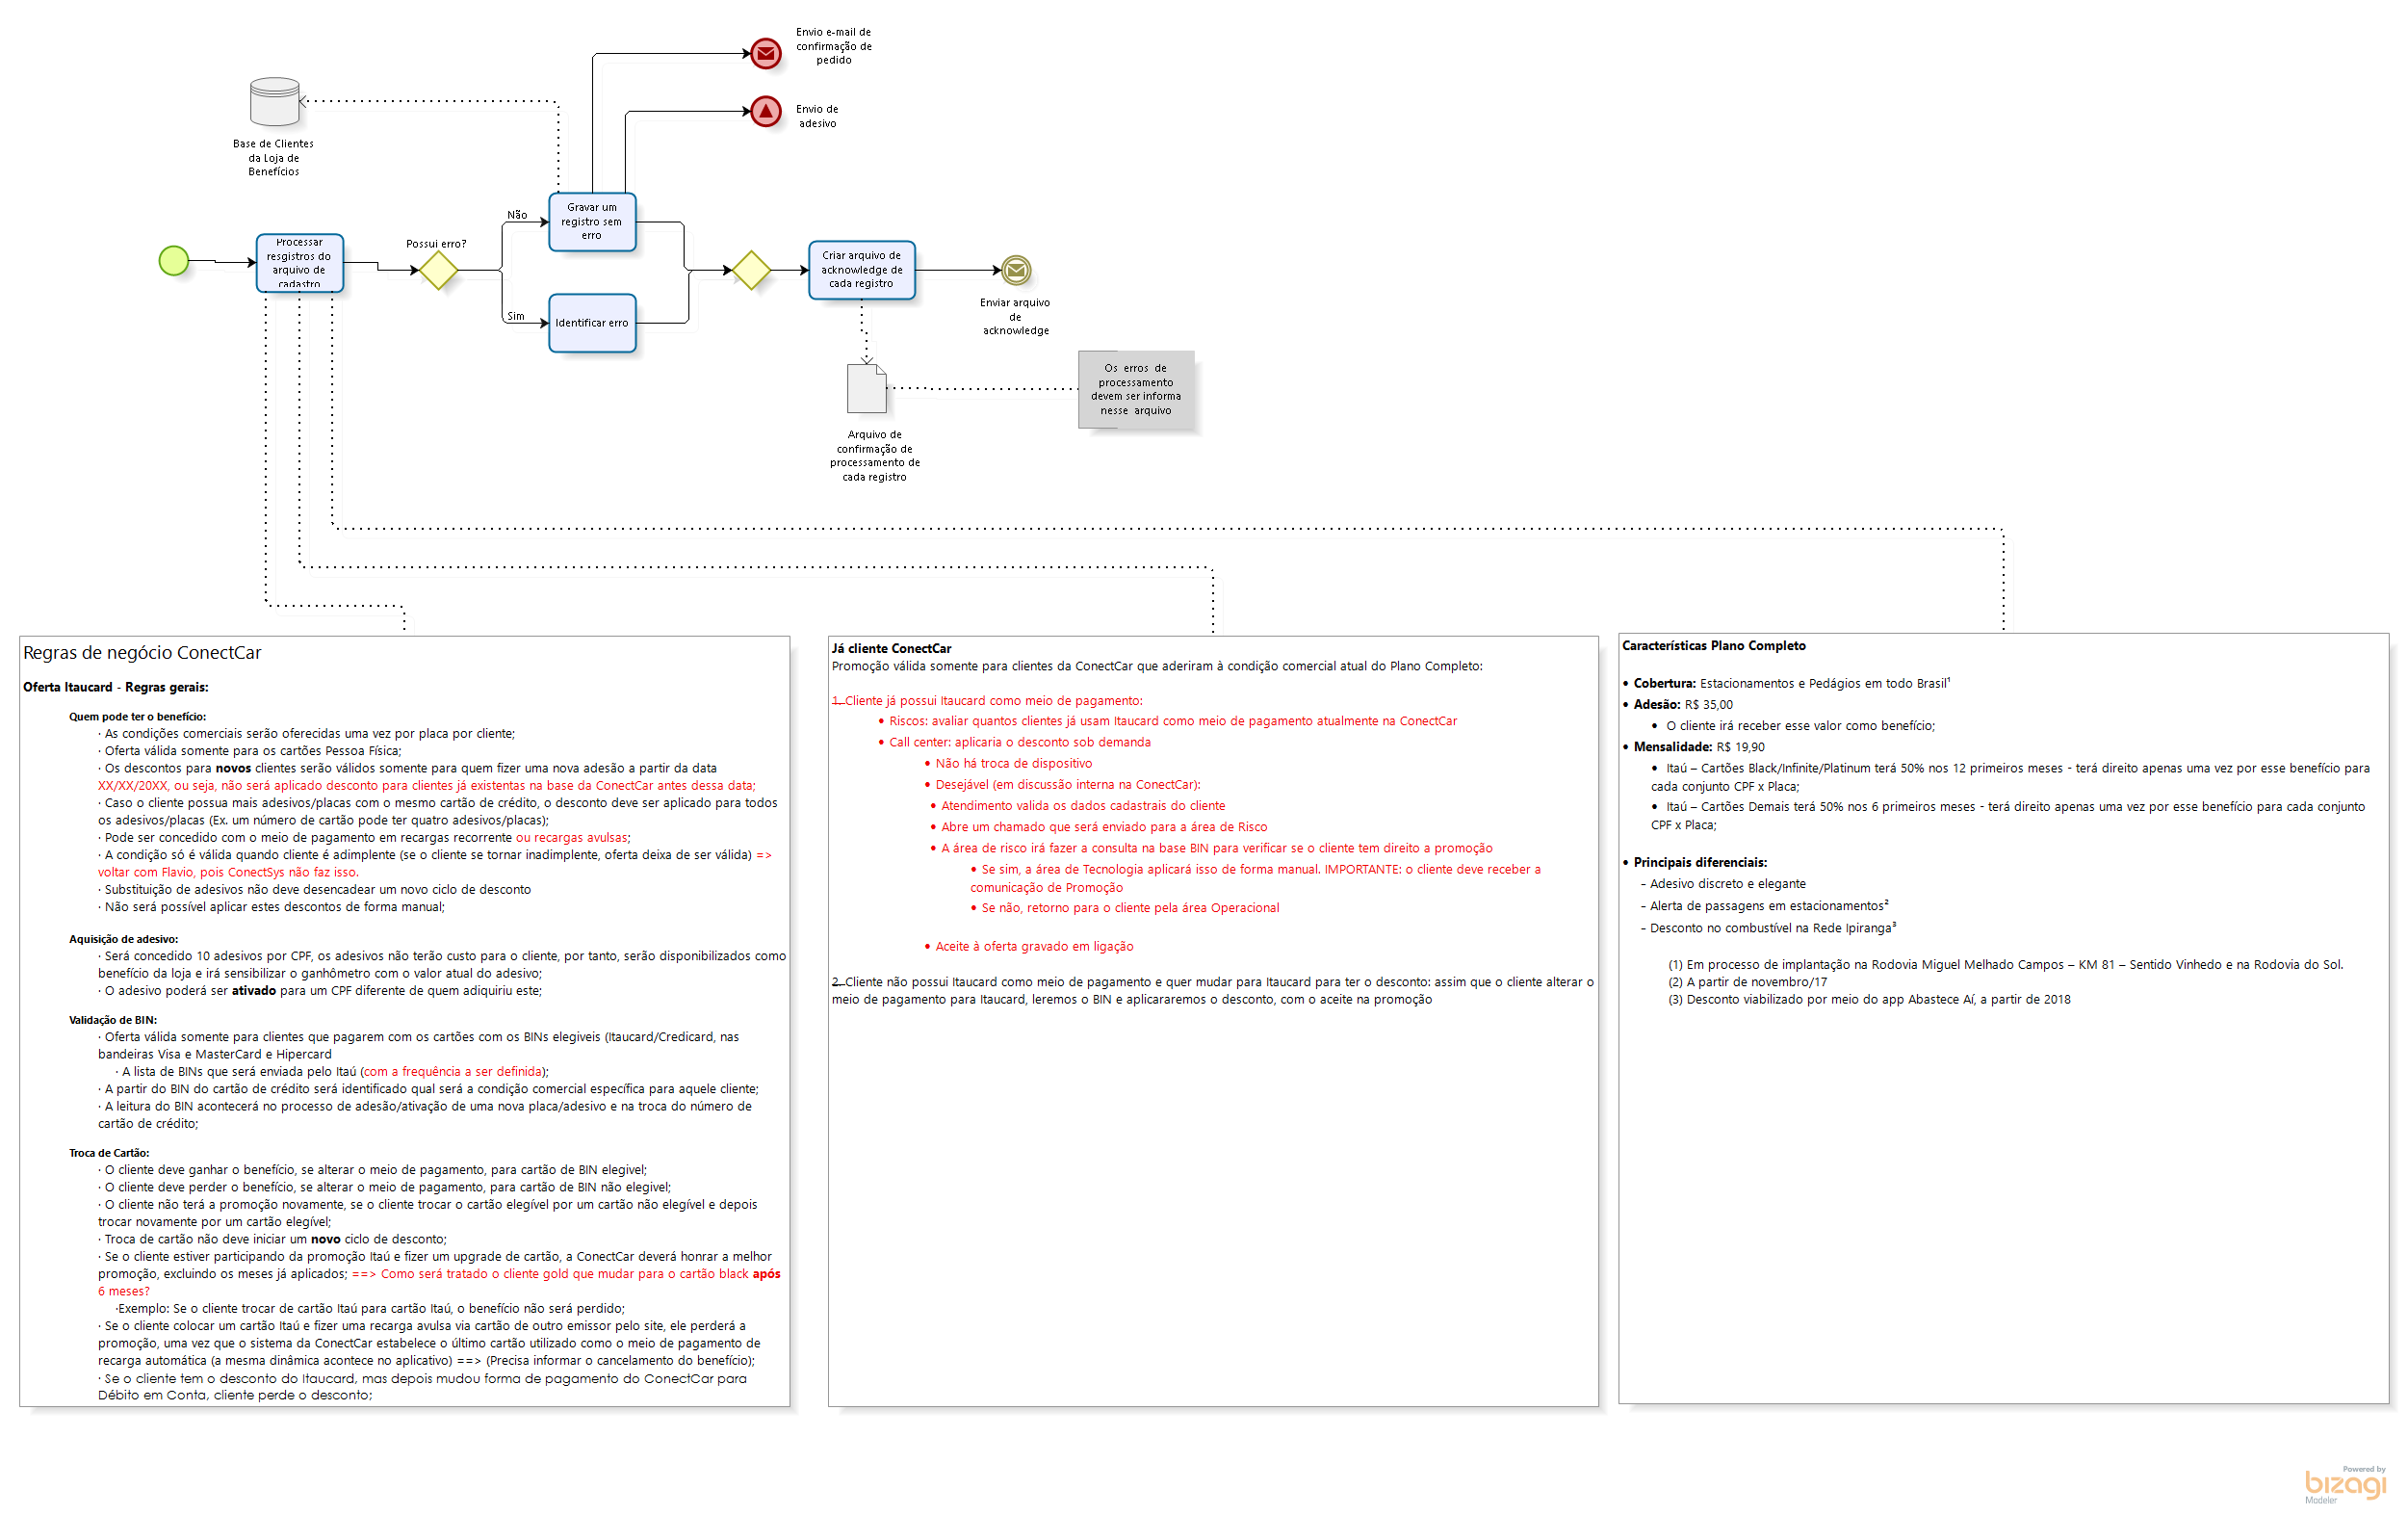 Envio e-mail de
confirmação de
pedido
Envio de
adesivo
Base de Clientes
da Loja de
Benefícios
Processar
resgistros do
arquivo de
cadastro
Possui erro?
Não
Sim
Gravar um
registro sem
erro
Identificar erro
Criar arquivo de
acknowledge de
cada registro
Enviar arquivo
de
acknowledge
Os erros de
processamento
devem ser informa
nesse arquivo
Arquivo de
confirmação de
processamento de
cada registro
Regras de negócio ConectCar
Oferta Itaucard - Regras gerais:
Quem pode ter o benefício:
· As condições comerciais serão oferecidas uma vez por placa por cliente;
· Oferta válida somente para os cartões Pessoa Física;
· Os descontos para novos clientes serão válidos somente para quem fizer uma nova adesão a partir da data
XX/XX/20XX, ou seja, não será aplicado desconto para clientes já existentas na base da ConectCar antes dessa data;
· Caso o cliente possua mais adesivos/placas com o mesmo cartão de crédito, o desconto deve ser aplicado para todos
os adesivos/placas (Ex. um número de cartão pode ter quatro adesivos/placas);
· Pode ser concedido com o meio de pagamento em recargas recorrente ou recargas avulsas;
· A condição só é válida quando cliente é adimplente (se o cliente se tornar inadimplente, oferta deixa de ser válida) =>
voltar com Flavio, pois ConectSys não faz isso.
· Substituição de adesivos não deve desencadear um novo ciclo de desconto
· Não será possível aplicar estes descontos de forma manual;
Aquisição de adesivo:
· Será concedido 10 adesivos por CPF, os adesivos não terão custo para o cliente, por tanto, serão disponibilizados como
benefício da loja e irá sensibilizar o ganhômetro com o valor atual do adesivo;
· O adesivo poderá ser ativado para um CPF diferente de quem adiquiriu este;
Validação de BIN:
· Oferta válida somente para clientes que pagarem com os cartões com os BINs elegiveis (Itaucard/Credicard, nas
bandeiras Visa e MasterCard e Hipercard
· A lista de BINs que será enviada pelo Itaú (com a frequência a ser definida);
· A partir do BIN do cartão de crédito será identificado qual será a condição comercial específica para aquele cliente;
· A leitura do BIN acontecerá no processo de adesão/ativação de uma nova placa/adesivo e na troca do número de
cartão de crédito;
Troca de Cartão:
· O cliente deve ganhar o benefício, se alterar o meio de pagamento, para cartão de BIN elegivel;
· O cliente deve perder o benefício, se alterar o meio de pagamento, para cartão de BIN não elegivel;
· O cliente não terá a promoção novamente, se o cliente trocar o cartão elegível por um cartão não elegível e depois
trocar novamente por um cartão elegível;
· Troca de cartão não deve iniciar um novo ciclo de desconto;
· Se o cliente estiver participando da promoção Itaú e fizer um upgrade de cartão, a ConectCar deverá honrar a melhor
promoção, excluindo os meses já aplicados; ==> Como será tratado o cliente gold que mudar para o cartão black após
6 meses?
·Exemplo: Se o cliente trocar de cartão Itaú para cartão Itaú, o benefício não será perdido;
· Se o cliente colocar um cartão Itaú e fizer uma recarga avulsa via cartão de outro emissor pelo site, ele perderá a
promoção, uma vez que o sistema da ConectCar estabelece o último cartão utilizado como o meio de pagamento de
recarga automática (a mesma dinâmica acontece no aplicativo) ==> (Precisa informar o cancelamento do benefício);
· Se o cliente tem o desconto do Itaucard, mas depois mudou forma de pagamento do ConectCar para
Débito em Conta, cliente perde o desconto;
Já cliente ConectCar
Promoção válida somente para clientes da ConectCar que aderiram à condição comercial atual do Plano Completo:
1. Cliente já possui Itaucard como meio de pagamento:
• Riscos: avaliar quantos clientes já usam Itaucard como meio de pagamento atualmente na ConectCar
• Call center: aplicaria o desconto sob demanda
• Não há troca de dispositivo
• Desejável (em discussão interna na ConectCar):
• Atendimento valida os dados cadastrais do cliente
• Abre um chamado que será enviado para a área de Risco
• A área de risco irá fazer a consulta na base BIN para verificar se o cliente tem direito a promoção
• Se sim, a área de Tecnologia aplicará isso de forma manual. IMPORTANTE: o cliente deve receber a
comunicação de Promoção
• Se não, retorno para o cliente pela área Operacional
• Aceite à oferta gravado em ligação
2. Cliente não possui Itaucard como meio de pagamento e quer mudar para Itaucard para ter o desconto: assim que o cliente alterar o
meio de pagamento para Itaucard, leremos o BIN e aplicararemos o desconto, com o aceite na promoção
Características Plano Completo
• Cobertura: Estacionamentos e Pedágios em todo Brasil¹
• Adesão: R$ 35,00
• O cliente irá receber esse valor como benefício;
• Mensalidade: R$ 19,90
• Itaú – Cartões Black/Infinite/Platinum terá 50% nos 12 primeiros meses - terá direito apenas uma vez por esse benefício para
cada conjunto CPF x Placa;
• Itaú – Cartões Demais terá 50% nos 6 primeiros meses - terá direito apenas uma vez por esse benefício para cada conjunto
CPF x Placa;
• Principais diferenciais:
- Adesivo discreto e elegante
- Alerta de passagens em estacionamentos²
- Desconto no combustível na Rede Ipiranga³
(1) Em processo de implantação na Rodovia Miguel Melhado Campos – KM 81 – Sentido Vinhedo e na Rodovia do Sol.
(2) A partir de novembro/17
(3) Desconto viabilizado por meio do app Abastece Aí, a partir de 2018
Powered by
bizagi
Modeler